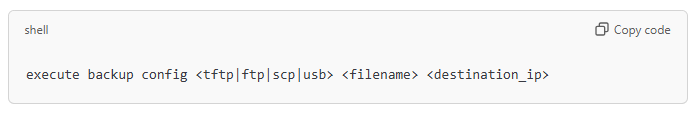 shell
Copy code
execute backup config <tftp|ftp|scp|usb> <filename> <destination_ip>